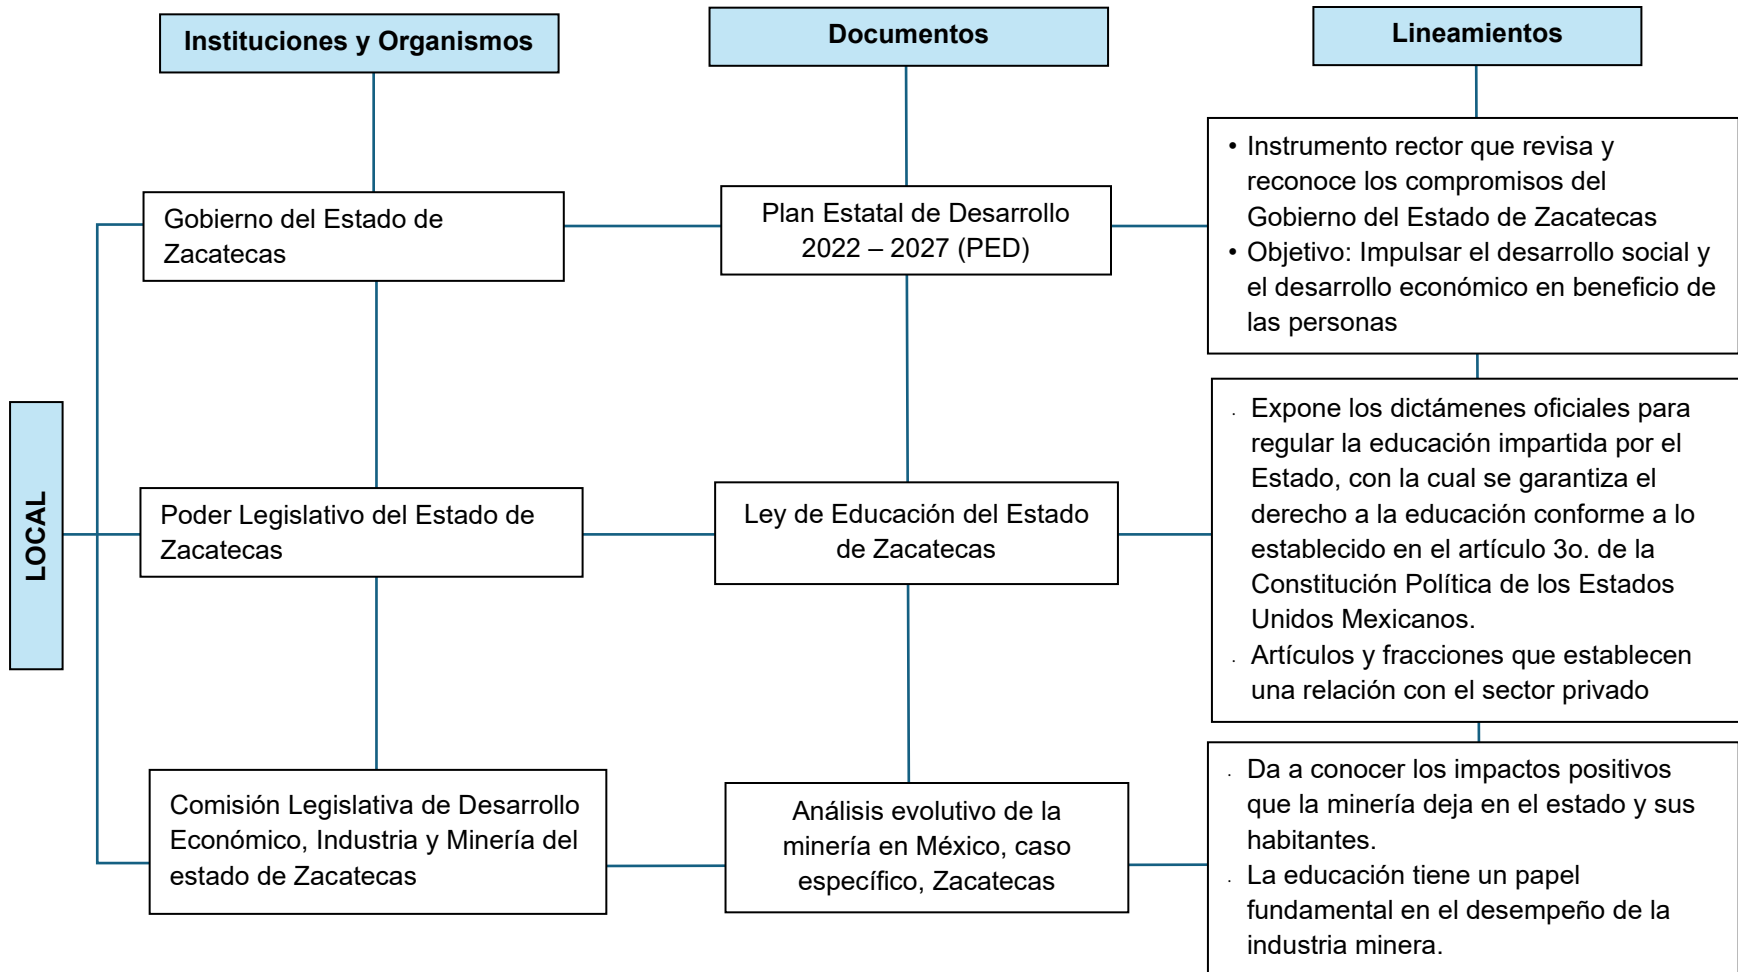 Instituciones y Organismos
Documentos
Lineamientos
LOCAL
Gobierno del Estado de
Zacatecas
Plan Estatal de Desarrollo
2022 – 2027 (PED)
• Instrumento rector que revisa y
reconoce los compromisos del
Gobierno del Estado de Zacatecas
• Objetivo: Impulsar el desarrollo social y
el desarrollo económico en beneficio de
las personas
Poder Legislativo del Estado de
Zacatecas
Ley de Educación del Estado
de Zacatecas
. Expone los dictámenes oficiales para
regular la educación impartida por el
Estado, con la cual se garantiza el
derecho a la educación conforme a lo
establecido en el artículo 3o. de la
Constitución Política de los Estados
Unidos Mexicanos.
. Artículos y fracciones que establecen
una relación con el sector privado
Comisión Legislativa de Desarrollo
Económico, Industria y Minería del
estado de Zacatecas
Análisis evolutivo de la
minería en México, caso
específico, Zacatecas
. Da a conocer los impactos positivos
que la minería deja en el estado y sus
habitantes.
. La educación tiene un papel
fundamental en el desempeño de la
industria minera.